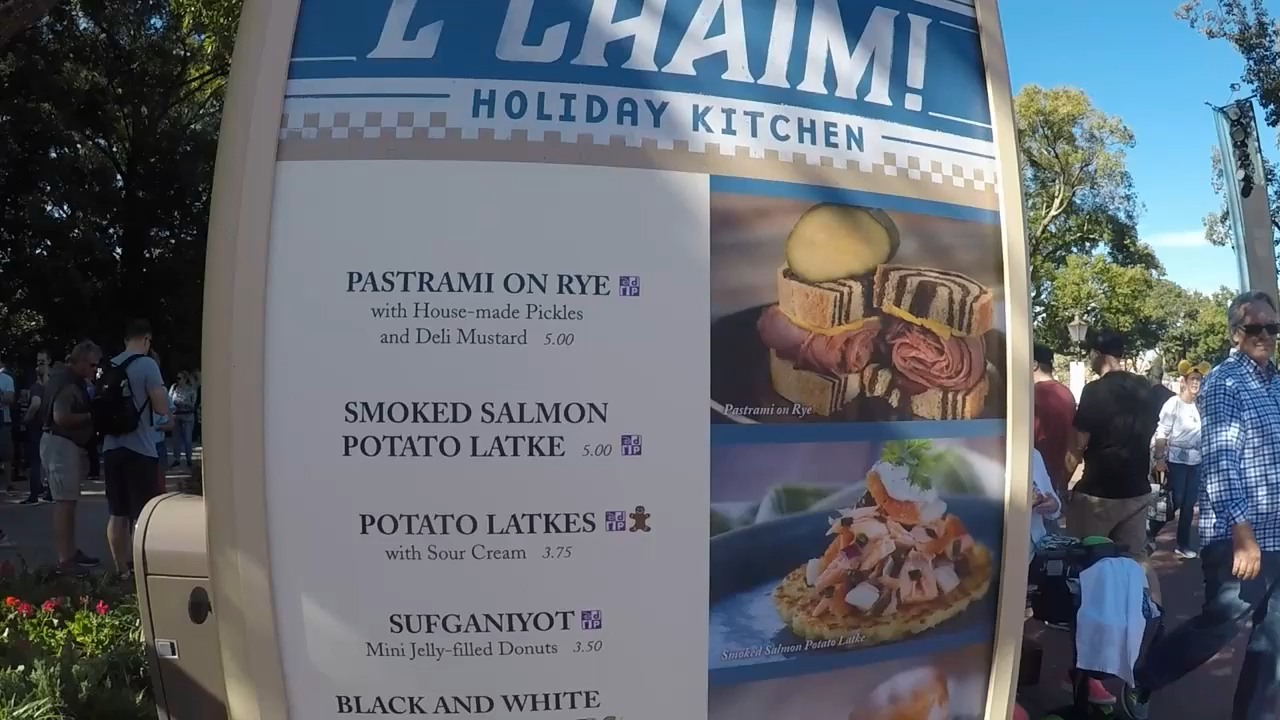 L'CHAIM!
HOLIDAY KITCHEN
PASTRAMI ON RYE
with House-made Pickles
and Deli Mustard 5.00
SMOKED SALMON
POTATO LATKE 5.00
POTATO LATKES
with Sour Cream 3.75
SUFGANIYOT
Mini Jelly-filled Donuts 3.50
BLACK AND WHITE
Pastrami on Rye
Smoked Salmon Potato Latke